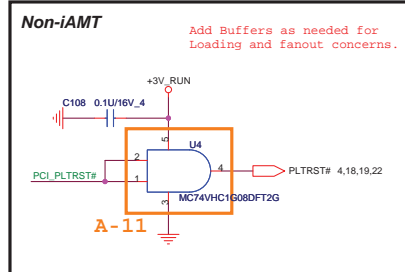 Non-iAMT
Add Buffers as needed for
Loading and fanout concerns.
+3V_RUN
C108 0.1U/16V_4
5
U4
2
4
PLTRST# 4,18,19,22
PCI_PLTRST#
1
MC74VHC1G08DFT2G
3
A-11